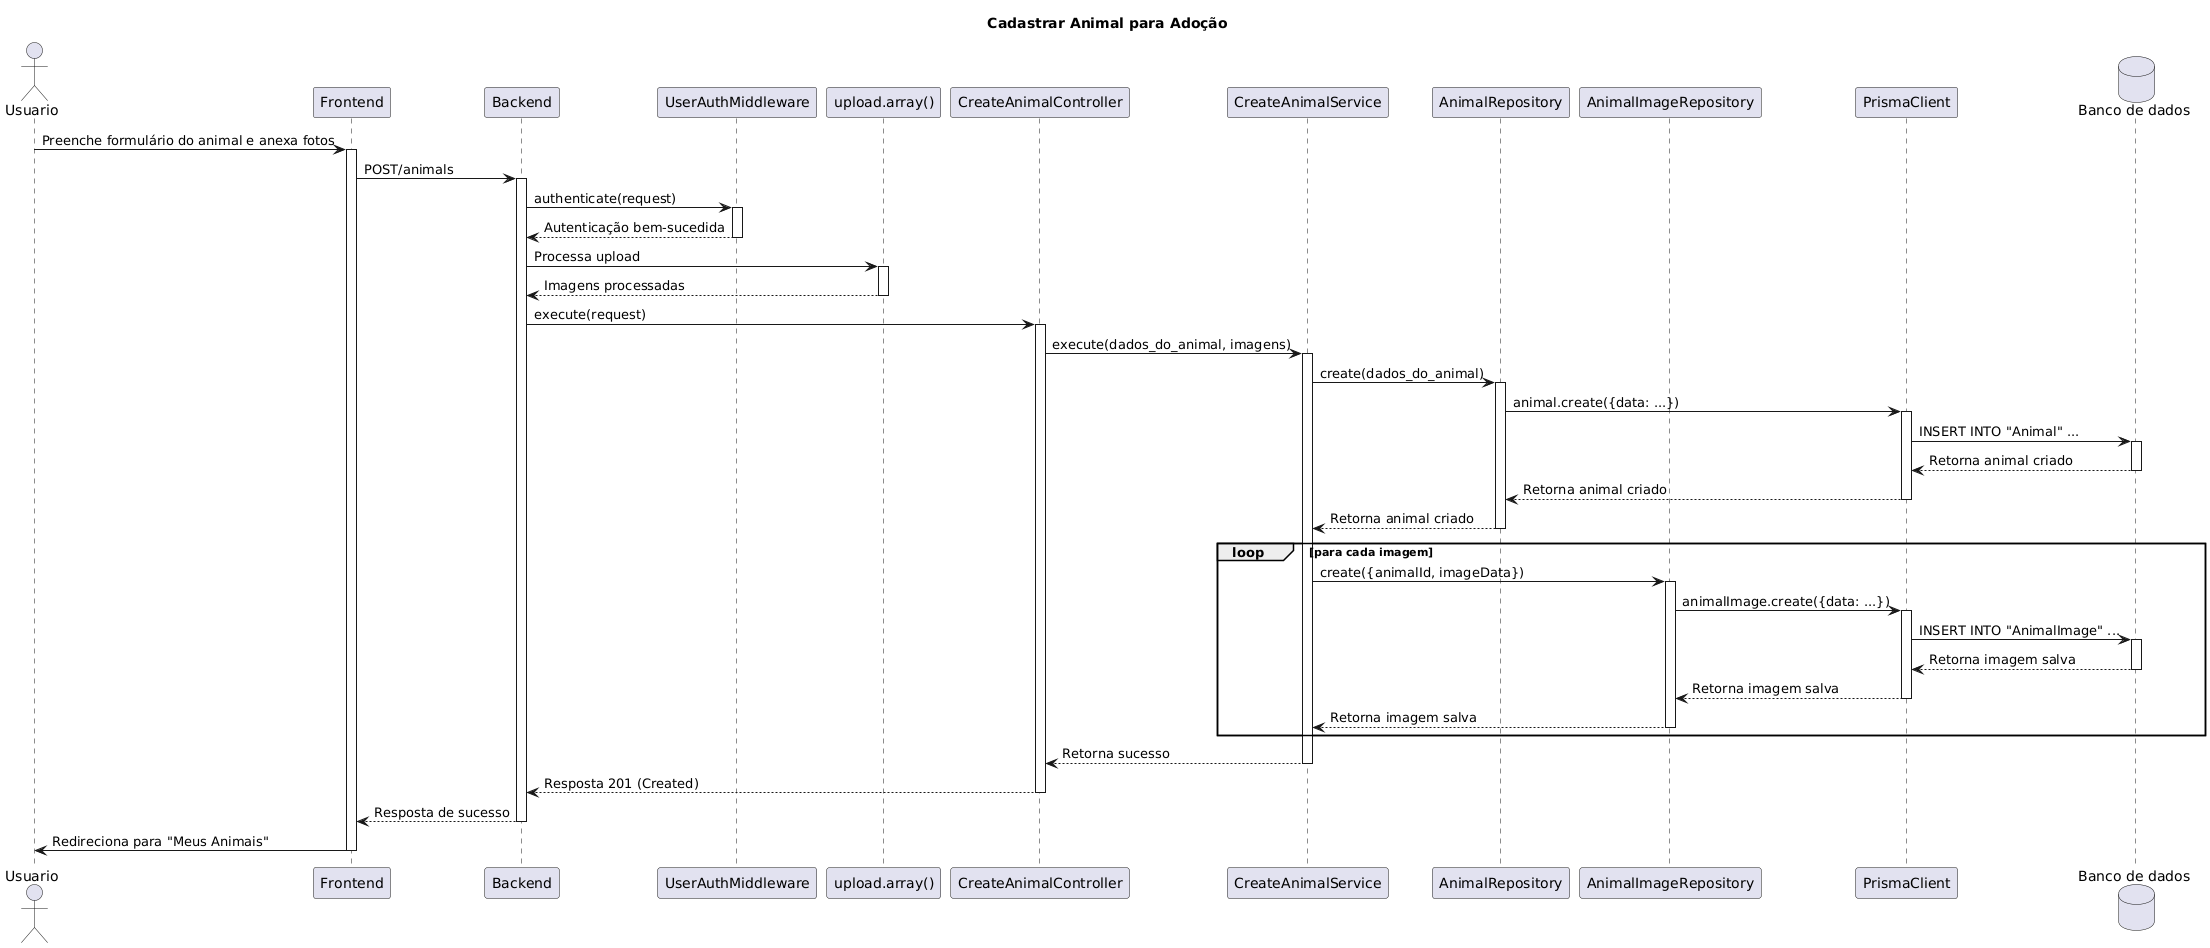 Cadastrar Animal para Adoção
Usuario
Frontend
Backend
UserAuthMiddleware
upload.array()
CreateAnimalController
CreateAnimalService
AnimalRepository
AnimalImageRepository
PrismaClient
Banco de dados
Preenche formulário do animal e anexa fotos
POST/animals
authenticate(request)
Autenticação bem-sucedida
Processa upload
Imagens processadas
execute(request)
execute(dados_do_animal, imagens)
create(dados_do_animal)
animal.create({data: ...})
INSERT INTO "Animal" ...
Retorna animal criado
Retorna animal criado
Retorna animal criado
loop [para cada imagem]
create({animalId, imageData})
animalImage.create({data: ...})
INSERT INTO "AnimalImage" ...
Retorna imagem salva
Retorna imagem salva
Retorna imagem salva
Retorna sucesso
Resposta 201 (Created)
Resposta de sucesso
Redireciona para "Meus Animais"
Usuario
Frontend
Backend
UserAuthMiddleware
upload.array()
CreateAnimalController
CreateAnimalService
AnimalRepository
AnimalImageRepository
PrismaClient
Banco de dados